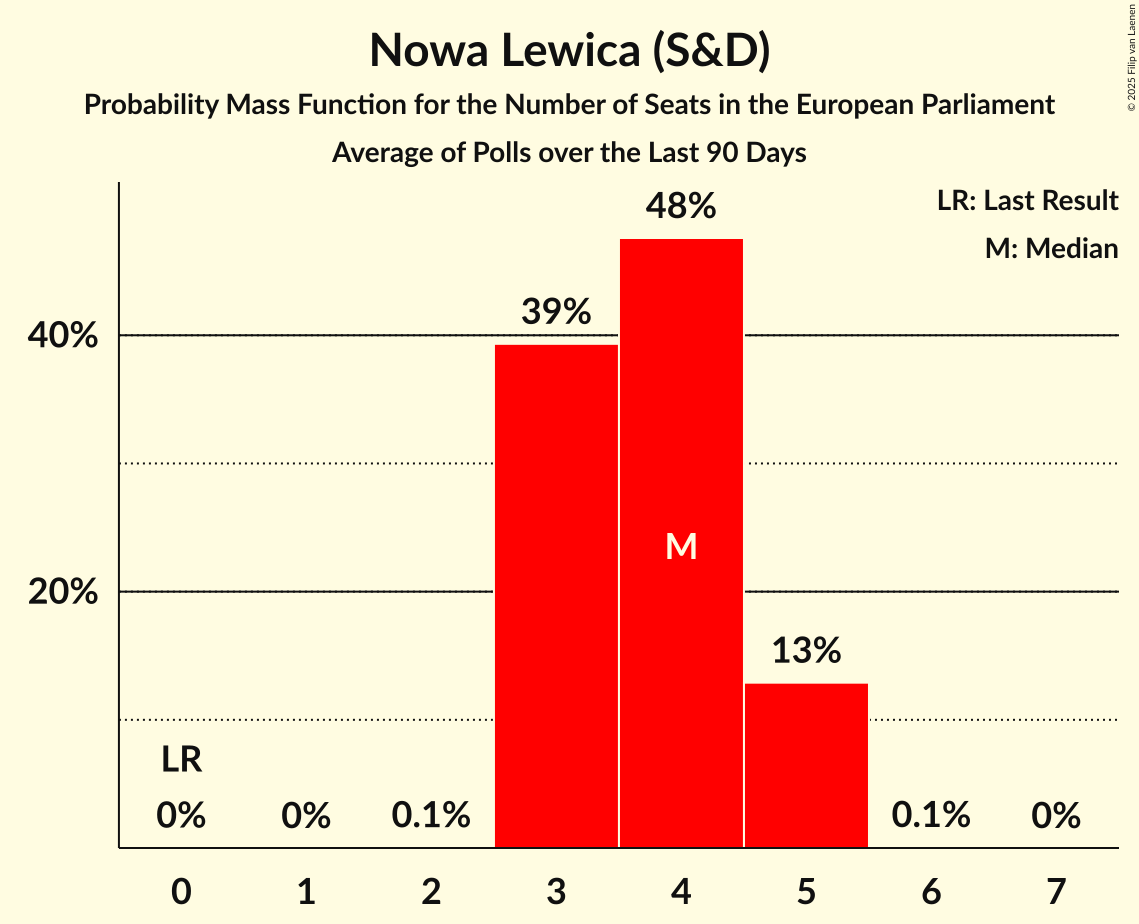 Nowa Lewica (S&D)
Probability Mass Function for the Number of Seats in the European Parliament
Average of Polls over the Last 90 Days
© 2025 Filip van Laenen
LR: Last Result
M: Median
48%
39%
40%
M
20%
13%
LR
0%
0%
0.1%
0.1%
0%
0 1 2 3 4 5 6 7